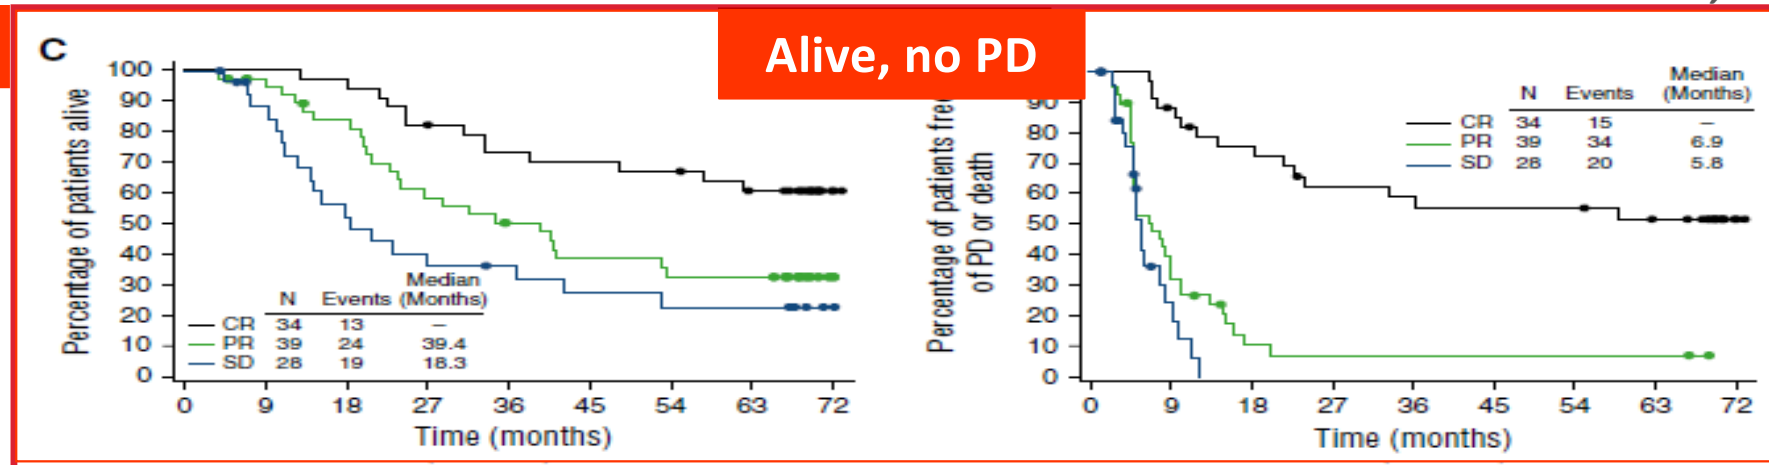 C
Alive, no PD
Percentage of patients alive
100
90
80
70
60
50
40
30
20
10
0
Median
N Events (Months)
CR 34 13 –
PR 39 24 39.4
SD 28 19 18.3
0 9 18 27 36 45 54 63 72
Time (months)
of PD or death
Percentage of patients
90
80
70
60
50
40
30
20
10
0
Median
N Events (Months)
CR 34 15 –
PR 39 34 6.9
SD 28 20 5.8
0 9 18 27 36 45 54 63 72
Time (months)